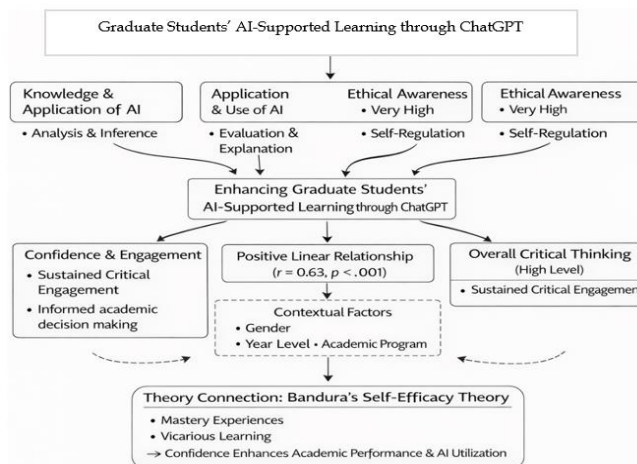 Graduate Students' AI-Supported Learning through ChatGPT
Knowledge &
Application of AI
• Analysis & Inference
Application
& Use of AI
• Evaluation &
Explanation
Ethical Awareness
• Very High
• Self-Regulation
Ethical Awareness
• Very High
• Self-Regulation
Enhancing Graduate Students'
AI-Supported Learning through ChatGPT
Confidence & Engagement
• Sustained Critical
Engagement
• Informed academic
decision making
Positive Linear Relationship
(r = 0.63, p < .001)
Contextual Factors
• Gender
• Year Level • Academic Program
Overall Critical Thinking
(High Level)
• Sustained Critical Engagement
Theory Connection: Bandura's Self-Efficacy Theory
• Mastery Experiences
• Vicarious Learning
→ Confidence Enhances Academic Performance & AI Utilization